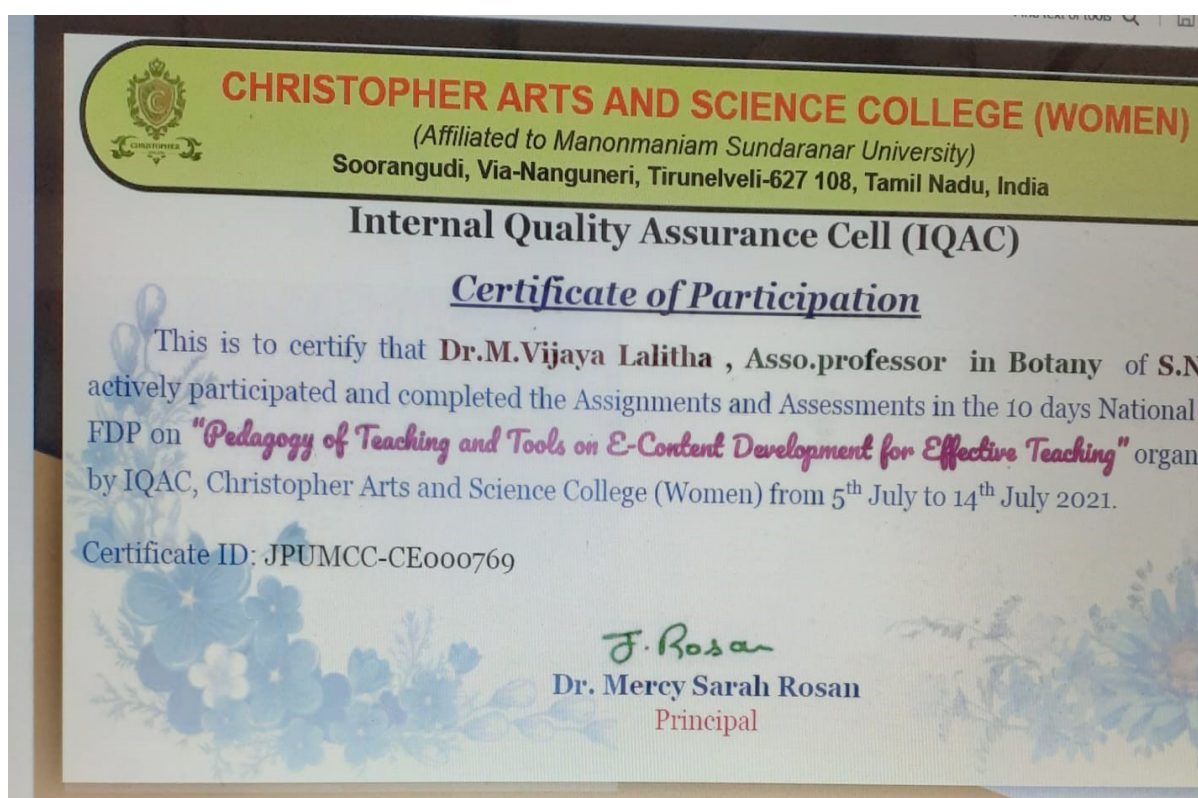 CHRISTOPHER ARTS AND SCIENCE COLLEGE (WOMEN)
(Affiliated to Manonmaniam Sundaranar University)
Soorangudi, Via-Nanguneri, Tirunelveli-627 108, Tamil Nadu, India
CHRISTOPHER
Internal Quality Assurance Cell (IQAC)
Certificate of Participation
This is to certify that Dr.M.Vijaya Lalitha , Asso.professor in Botany of S.N
actively participated and completed the Assignments and Assessments in the 10 days National
FDP on "Pedagogy of Teaching and Tools on E-Content Development for Effective Teaching" organ
by IQAC, Christopher Arts and Science College (Women) from 5th July to 14th July 2021.
Certificate ID: JPUMCC-CE000769
J. Rosan
Dr. Mercy Sarah Rosan
Principal